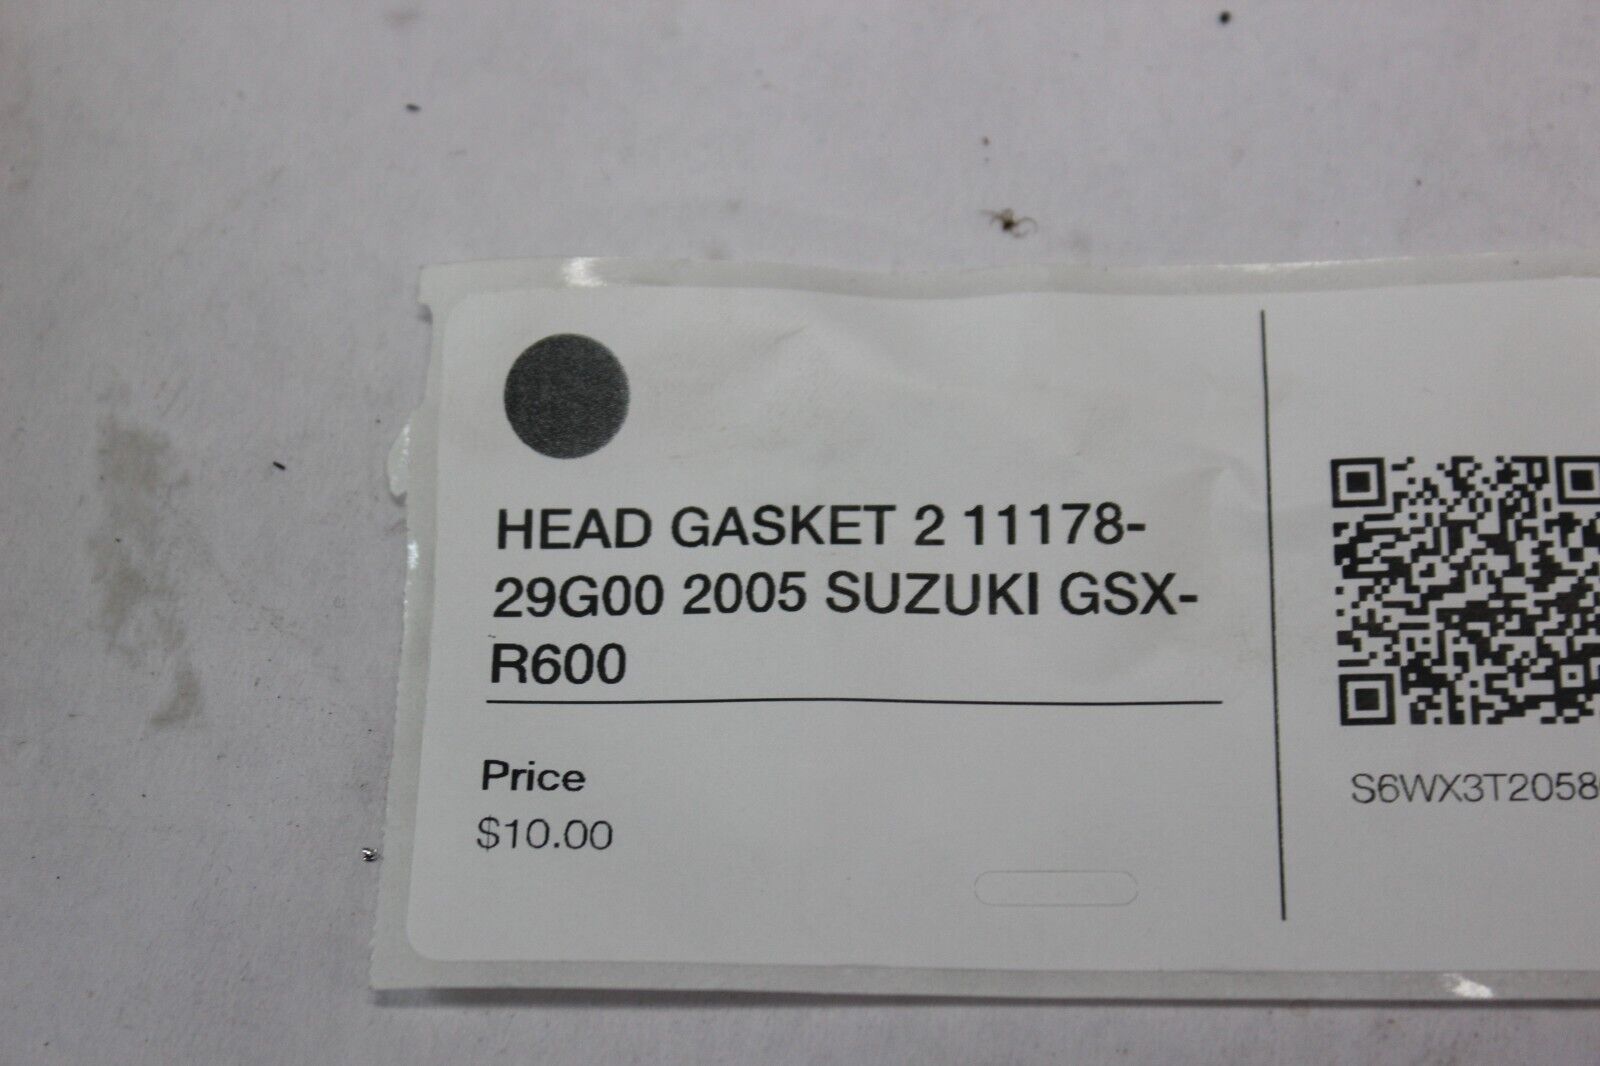 HEAD GASKET 2 11178-
29G00 2005 SUZUKI GSX-
R600
Price
$10.00
S6WX3T2058